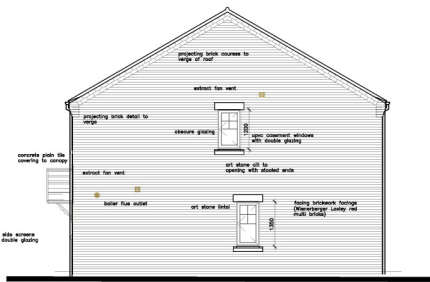 projecting brick courses to
verge of roof
extract fan vent
projecting brick detail to
verge
obscure glazing
1200
upvc casement windows
with double glazing
concrete plain tile
covering to canopy
art stone cill to
opening with stooled ends
extract fan vent
boiler flue outlet
art stone lintol
1350
facing brickwork facings
(Wienerberger Loxley red
multi bricks)
side screens
double glazing